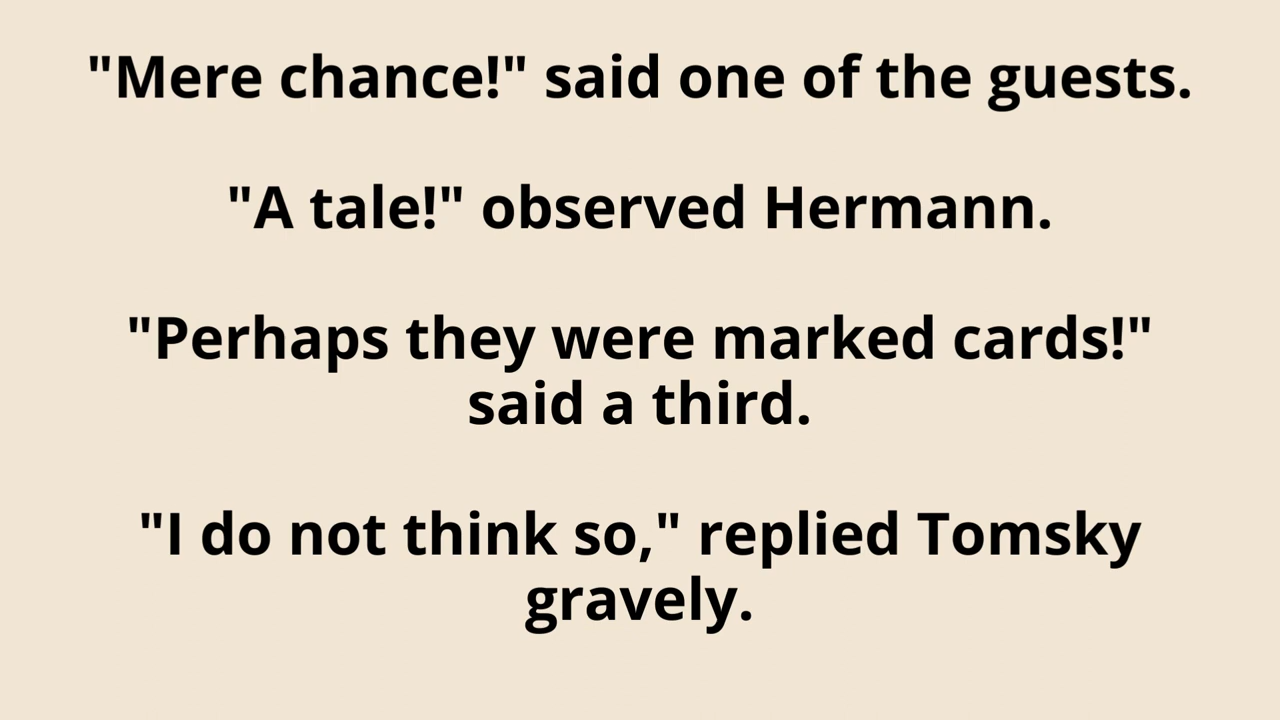 "Mere chance!" said one of the guests.
"A tale!" observed Hermann.
"Perhaps they were marked cards!"
said a third.
"I do not think so," replied Tomsky
gravely.